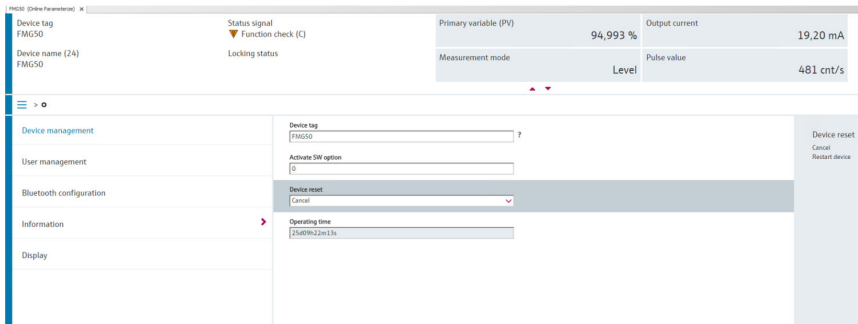 FMG50 (Online Parameterize) ×
Device tag
FMG50
Status signal
Function check (C)
Primary variable (PV)
94,993 %
Output current
19,20 mA
Device name (24)
FMG50
Locking status
Measurement mode
Level
Pulse value
481 cnt/s
>
Device management
User management
Bluetooth configuration
Information
Display
Device tag
FMG50
?
Activate SW option
0
Device reset
Cancel
Operating time
25d09h22m13s
Device reset
Cancel
Restart device